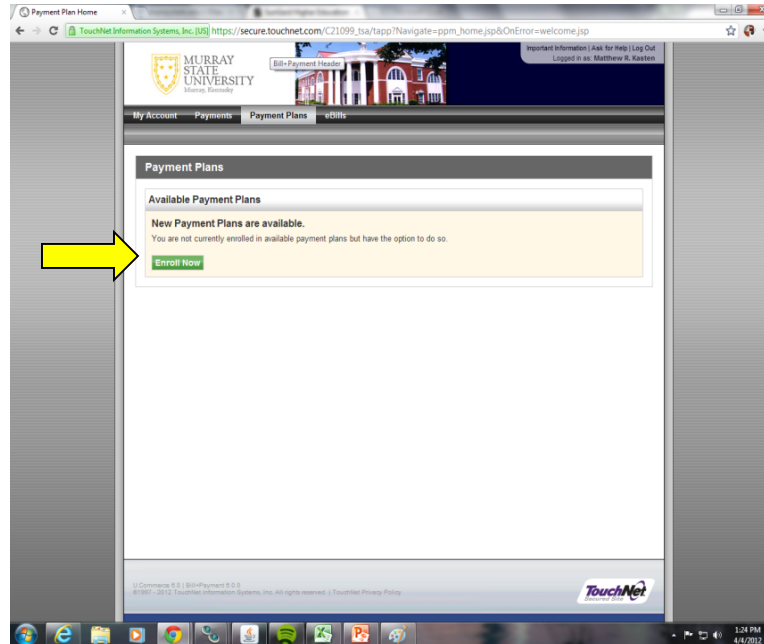 Payment Plan Home
TouchNet Information Systems, Inc. [US] https://secure.touchnet.com/C21099_tsa/tapp?Navigate=ppm_home.jsp&OnError=welcome.jsp
Important Information | Ask for Help | Log Out
Logged in as: Matthew R. Kasten
MURRAY
STATE
UNIVERSITY
Murray, Kentucky
Bill+Payment Header
My Account Payments Payment Plans eBills
Payment Plans
Available Payment Plans
New Payment Plans are available.
You are not currently enrolled in available payment plans but have the option to do so.
Enroll Now
U.Commerce 6.0 | Bill+Payment 6.0.0
©1997 - 2012 TouchNet Information Systems, Inc. All rights reserved. | TouchNet Privacy Policy
TouchNet
Secured Site
1:24 PM
4/4/2012